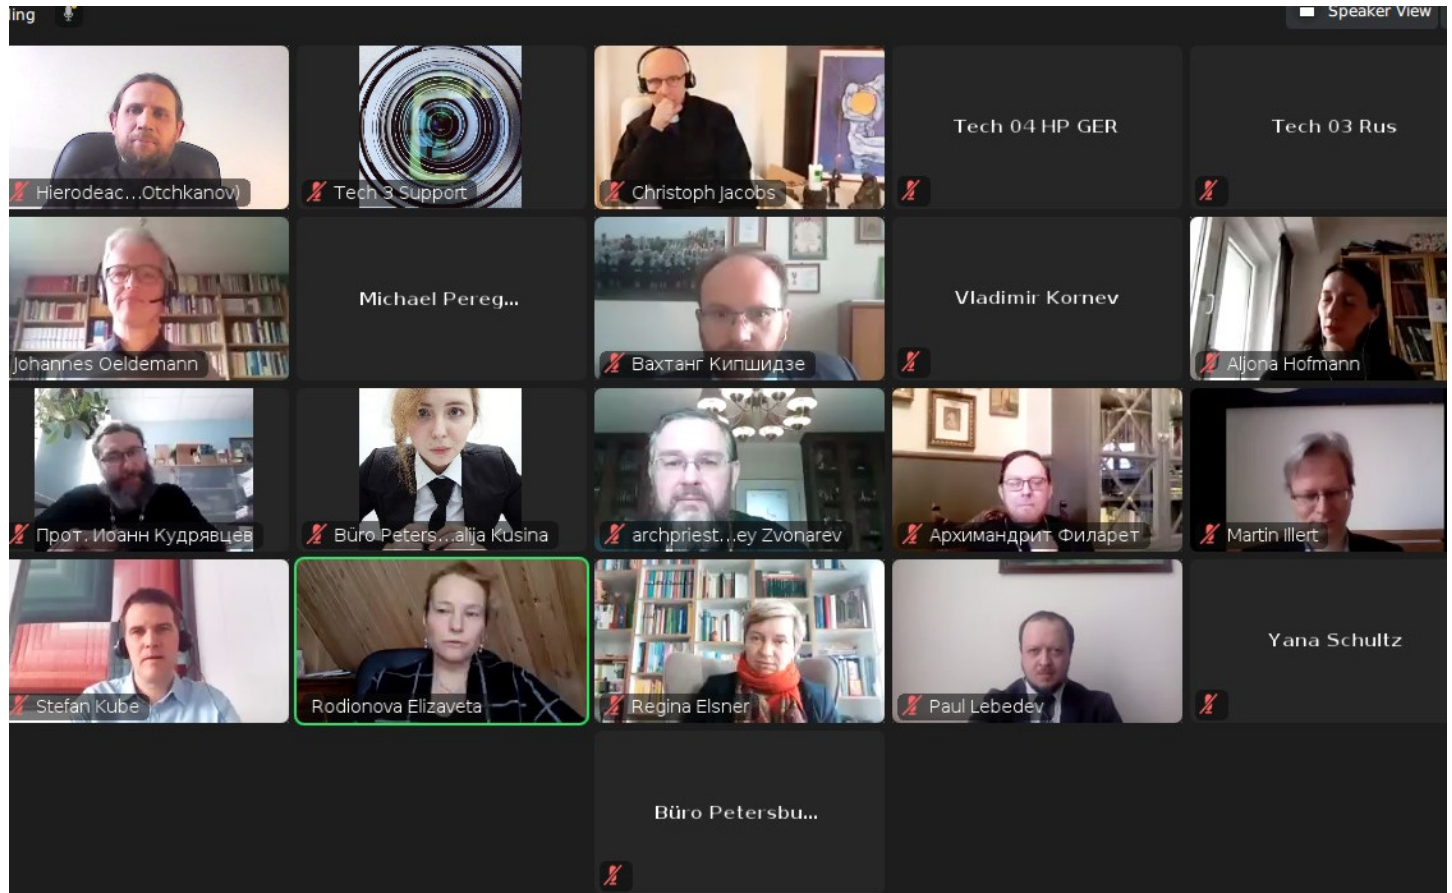 ling
Speaker View
Hierodeac...Otchkanov)
Tech 3 Support
Christoph Jacobs
Tech 04 HP GER
Tech 03 Rus
Johannes Oeldemann
Michael Pereg...
Вахтанг Кипшидзе
Vladimir Kornev
Aljona Hofmann
Прот. Иоанн Кудрявцев
Büro Peters...alija Kusina
archpriest...ey Zvonarev
Архимандрит Филарет
Martin Illert
Stefan Kube
Rodionova Elizaveta
Regina Elsner
Paul Lebedev
Yana Schultz
Büro Petersbu...